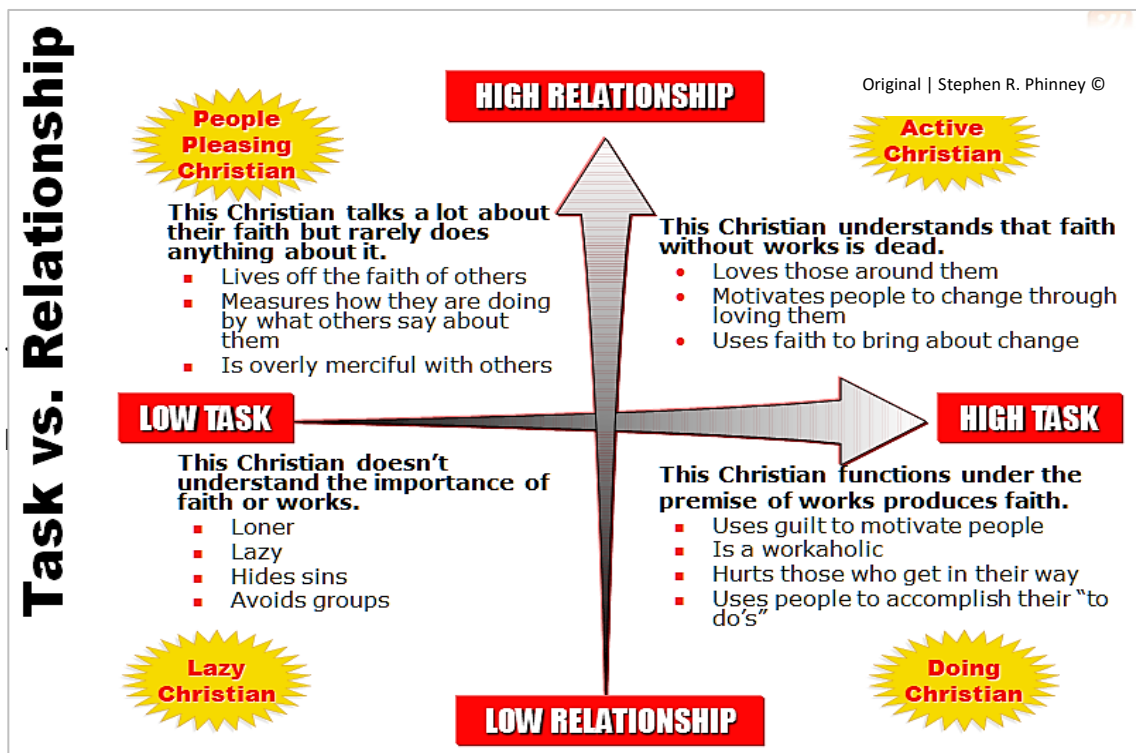 Task vs. Relationship
Original | Stephen R. Phinney ©
HIGH RELATIONSHIP
People
Pleasing
Christian
This Christian talks a lot about
their faith but rarely does
anything about it.
Lives off the faith of others
Measures how they are doing
by what others say about
them
Is overly merciful with others
Active
Christian
This Christian understands that faith
without works is dead.
Loves those around them
Motivates people to change through
loving them
Uses faith to bring about change
LOW TASK
HIGH TASK
This Christian doesn't
understand the importance of
faith or works.
Loner
Lazy
Hides sins
Avoids groups
Lazy
Christian
This Christian functions under the
premise of works produces faith.
Uses guilt to motivate people
Is a workaholic
Hurts those who get in their way
Uses people to accomplish their "to
do's"
Doing
Christian
LOW RELATIONSHIP